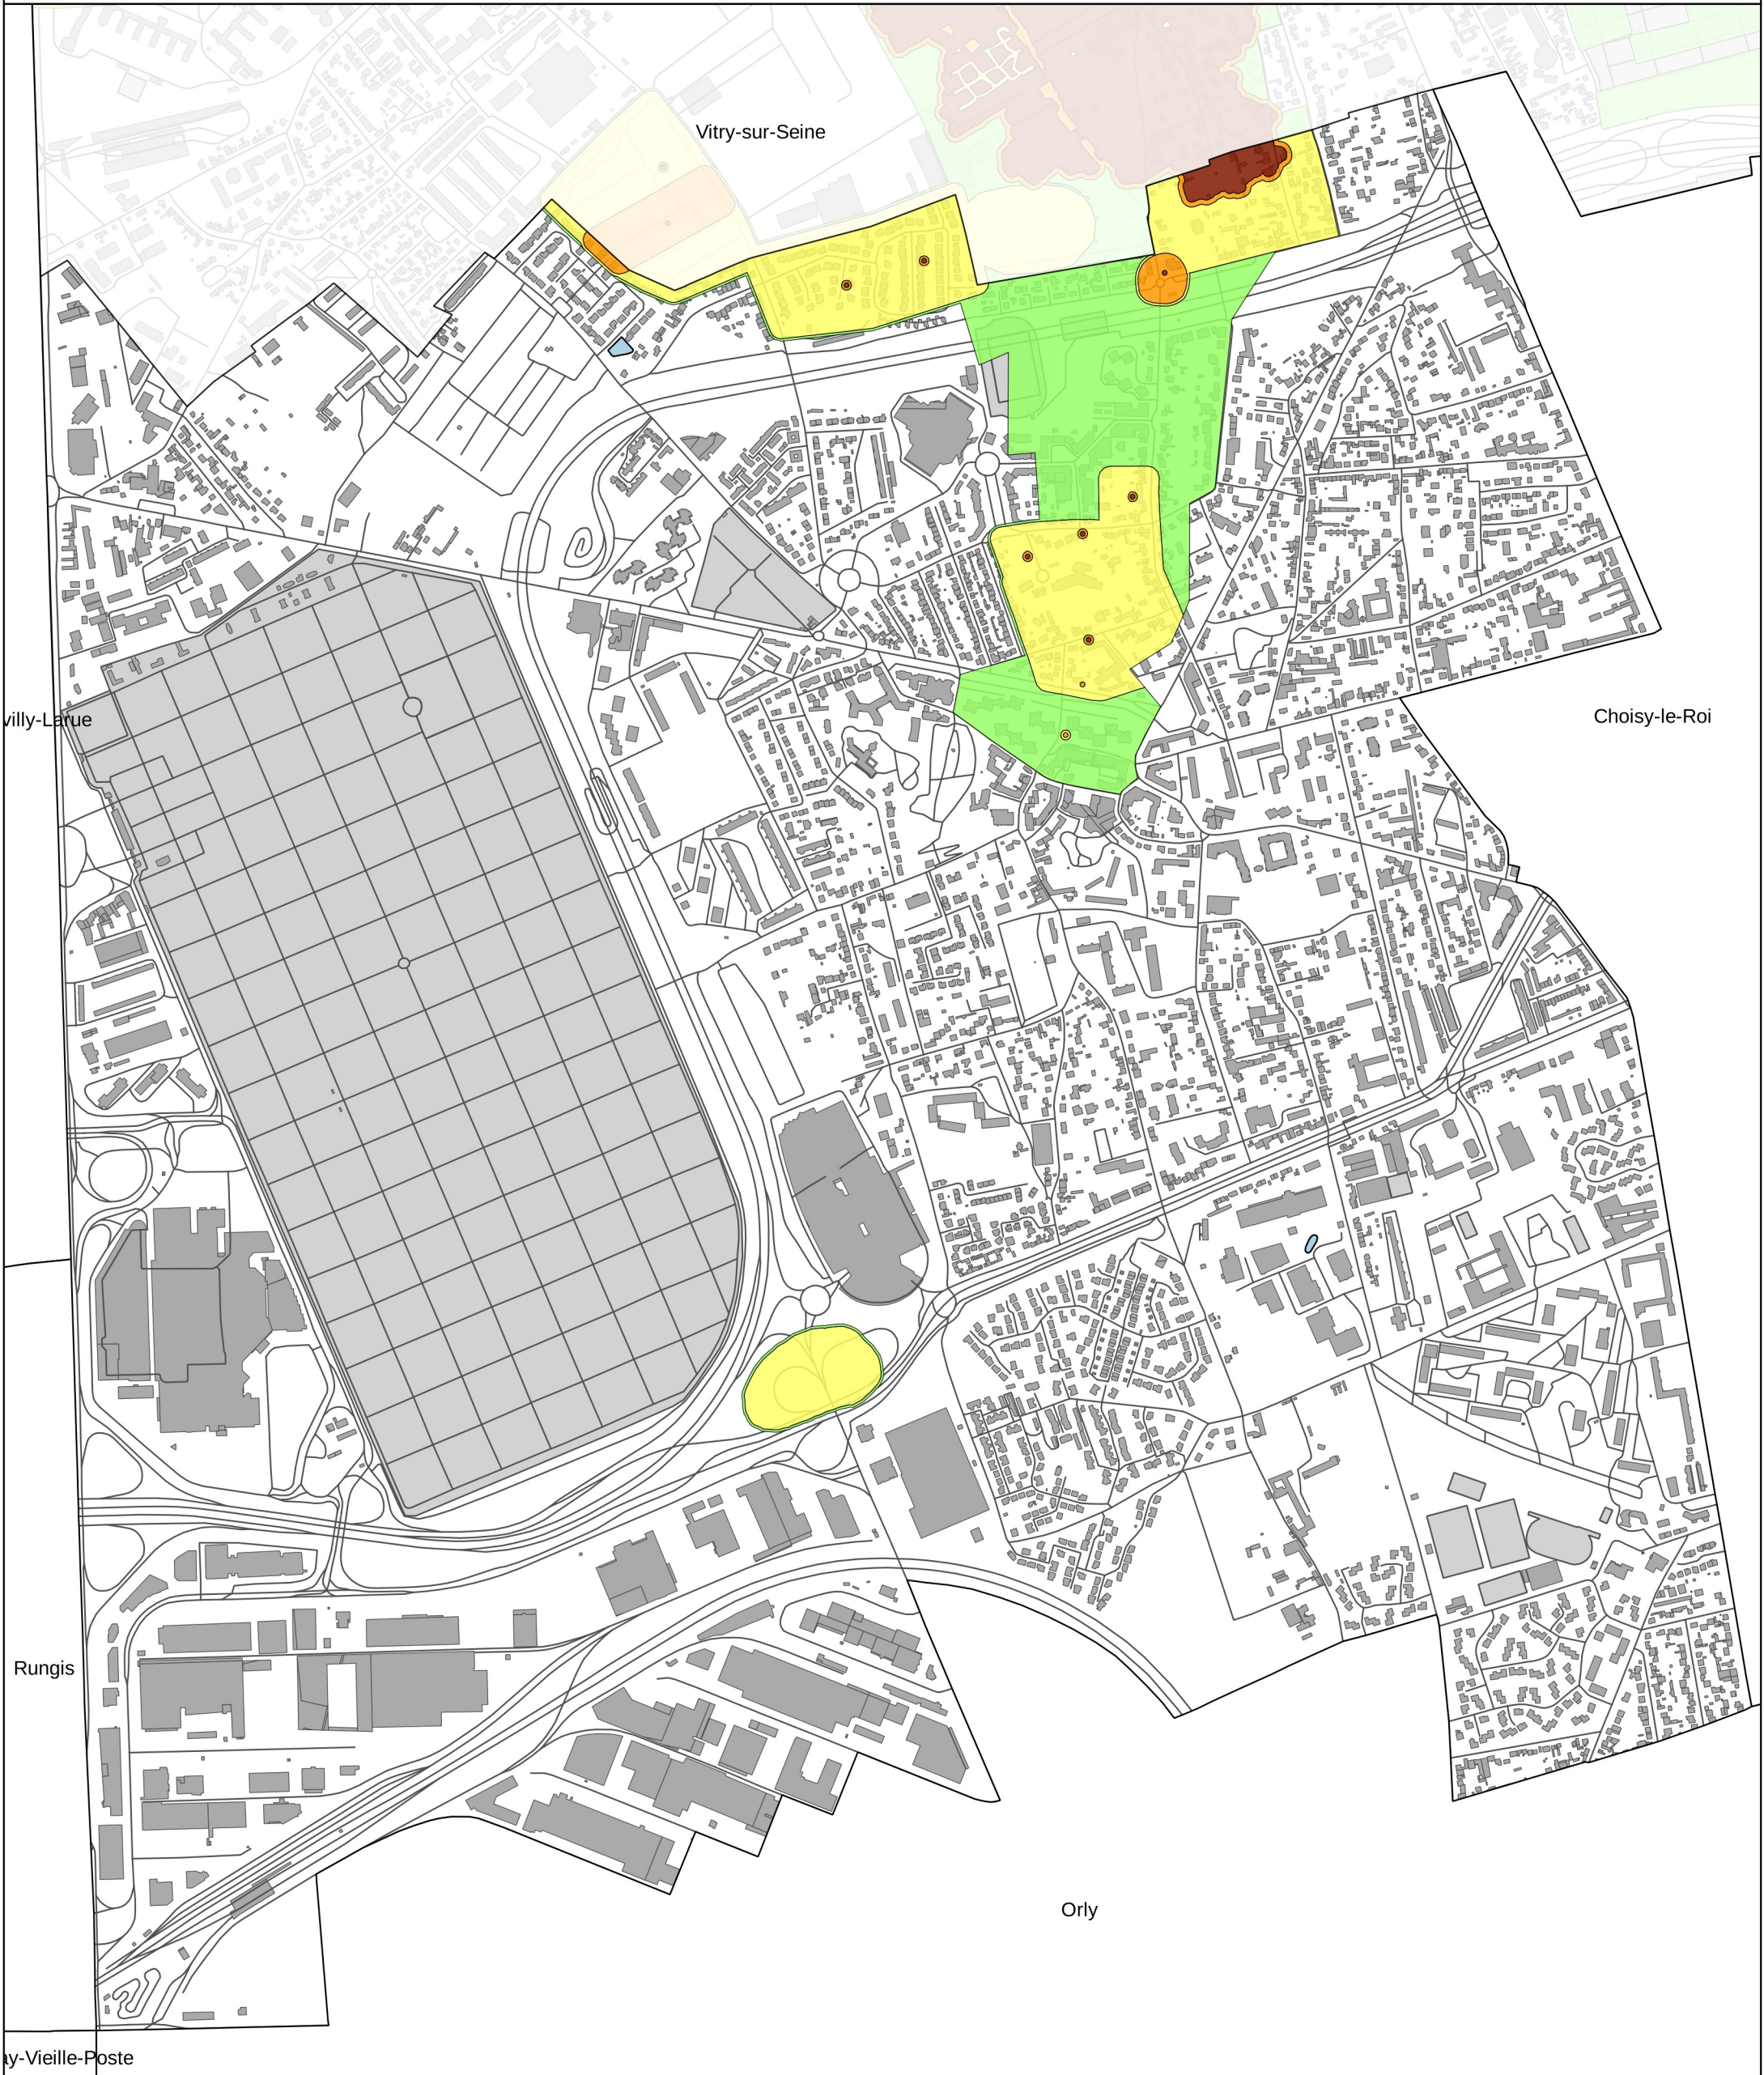 Vitry-sur-Seine
villy-Larue
Choisy-le-Roi
Rungis
Orly
ay-Vieille-Poste